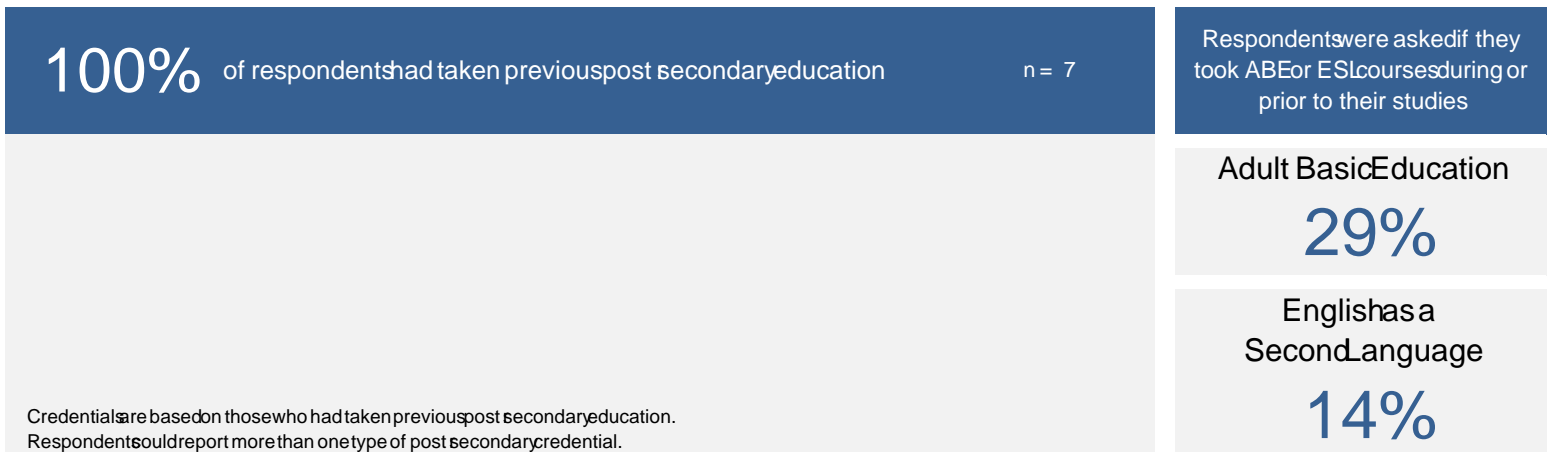 100% of respondents had taken previous post secondary education n = 7
Credentials are based on those who had taken previous post secondary education.
Respondents could report more than one type of post secondary credential.
Respondents were asked if they
took ABE or ESL courses during or
prior to their studies
Adult Basic Education
29%
English as a
Second Language
14%